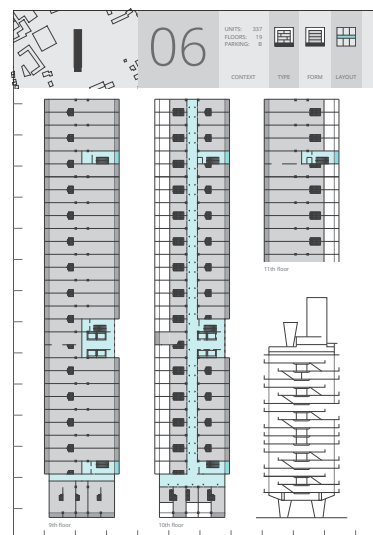 06
UNITS: 337
FLOORS: 19
PARKING: 8
CONTEXT
TYPE
FORM
LAYOUT
11th floor
9th floor
10th floor